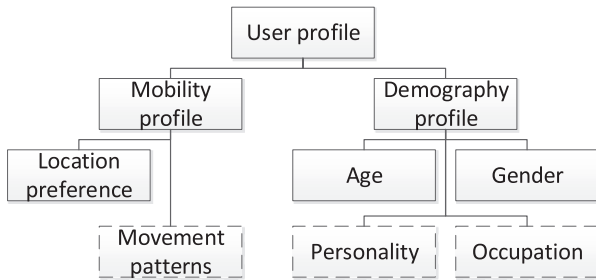 User profile
Mobility
profile
Demography
profile
Location
preference
Age
Gender
Movement
patterns
Personality
Occupation